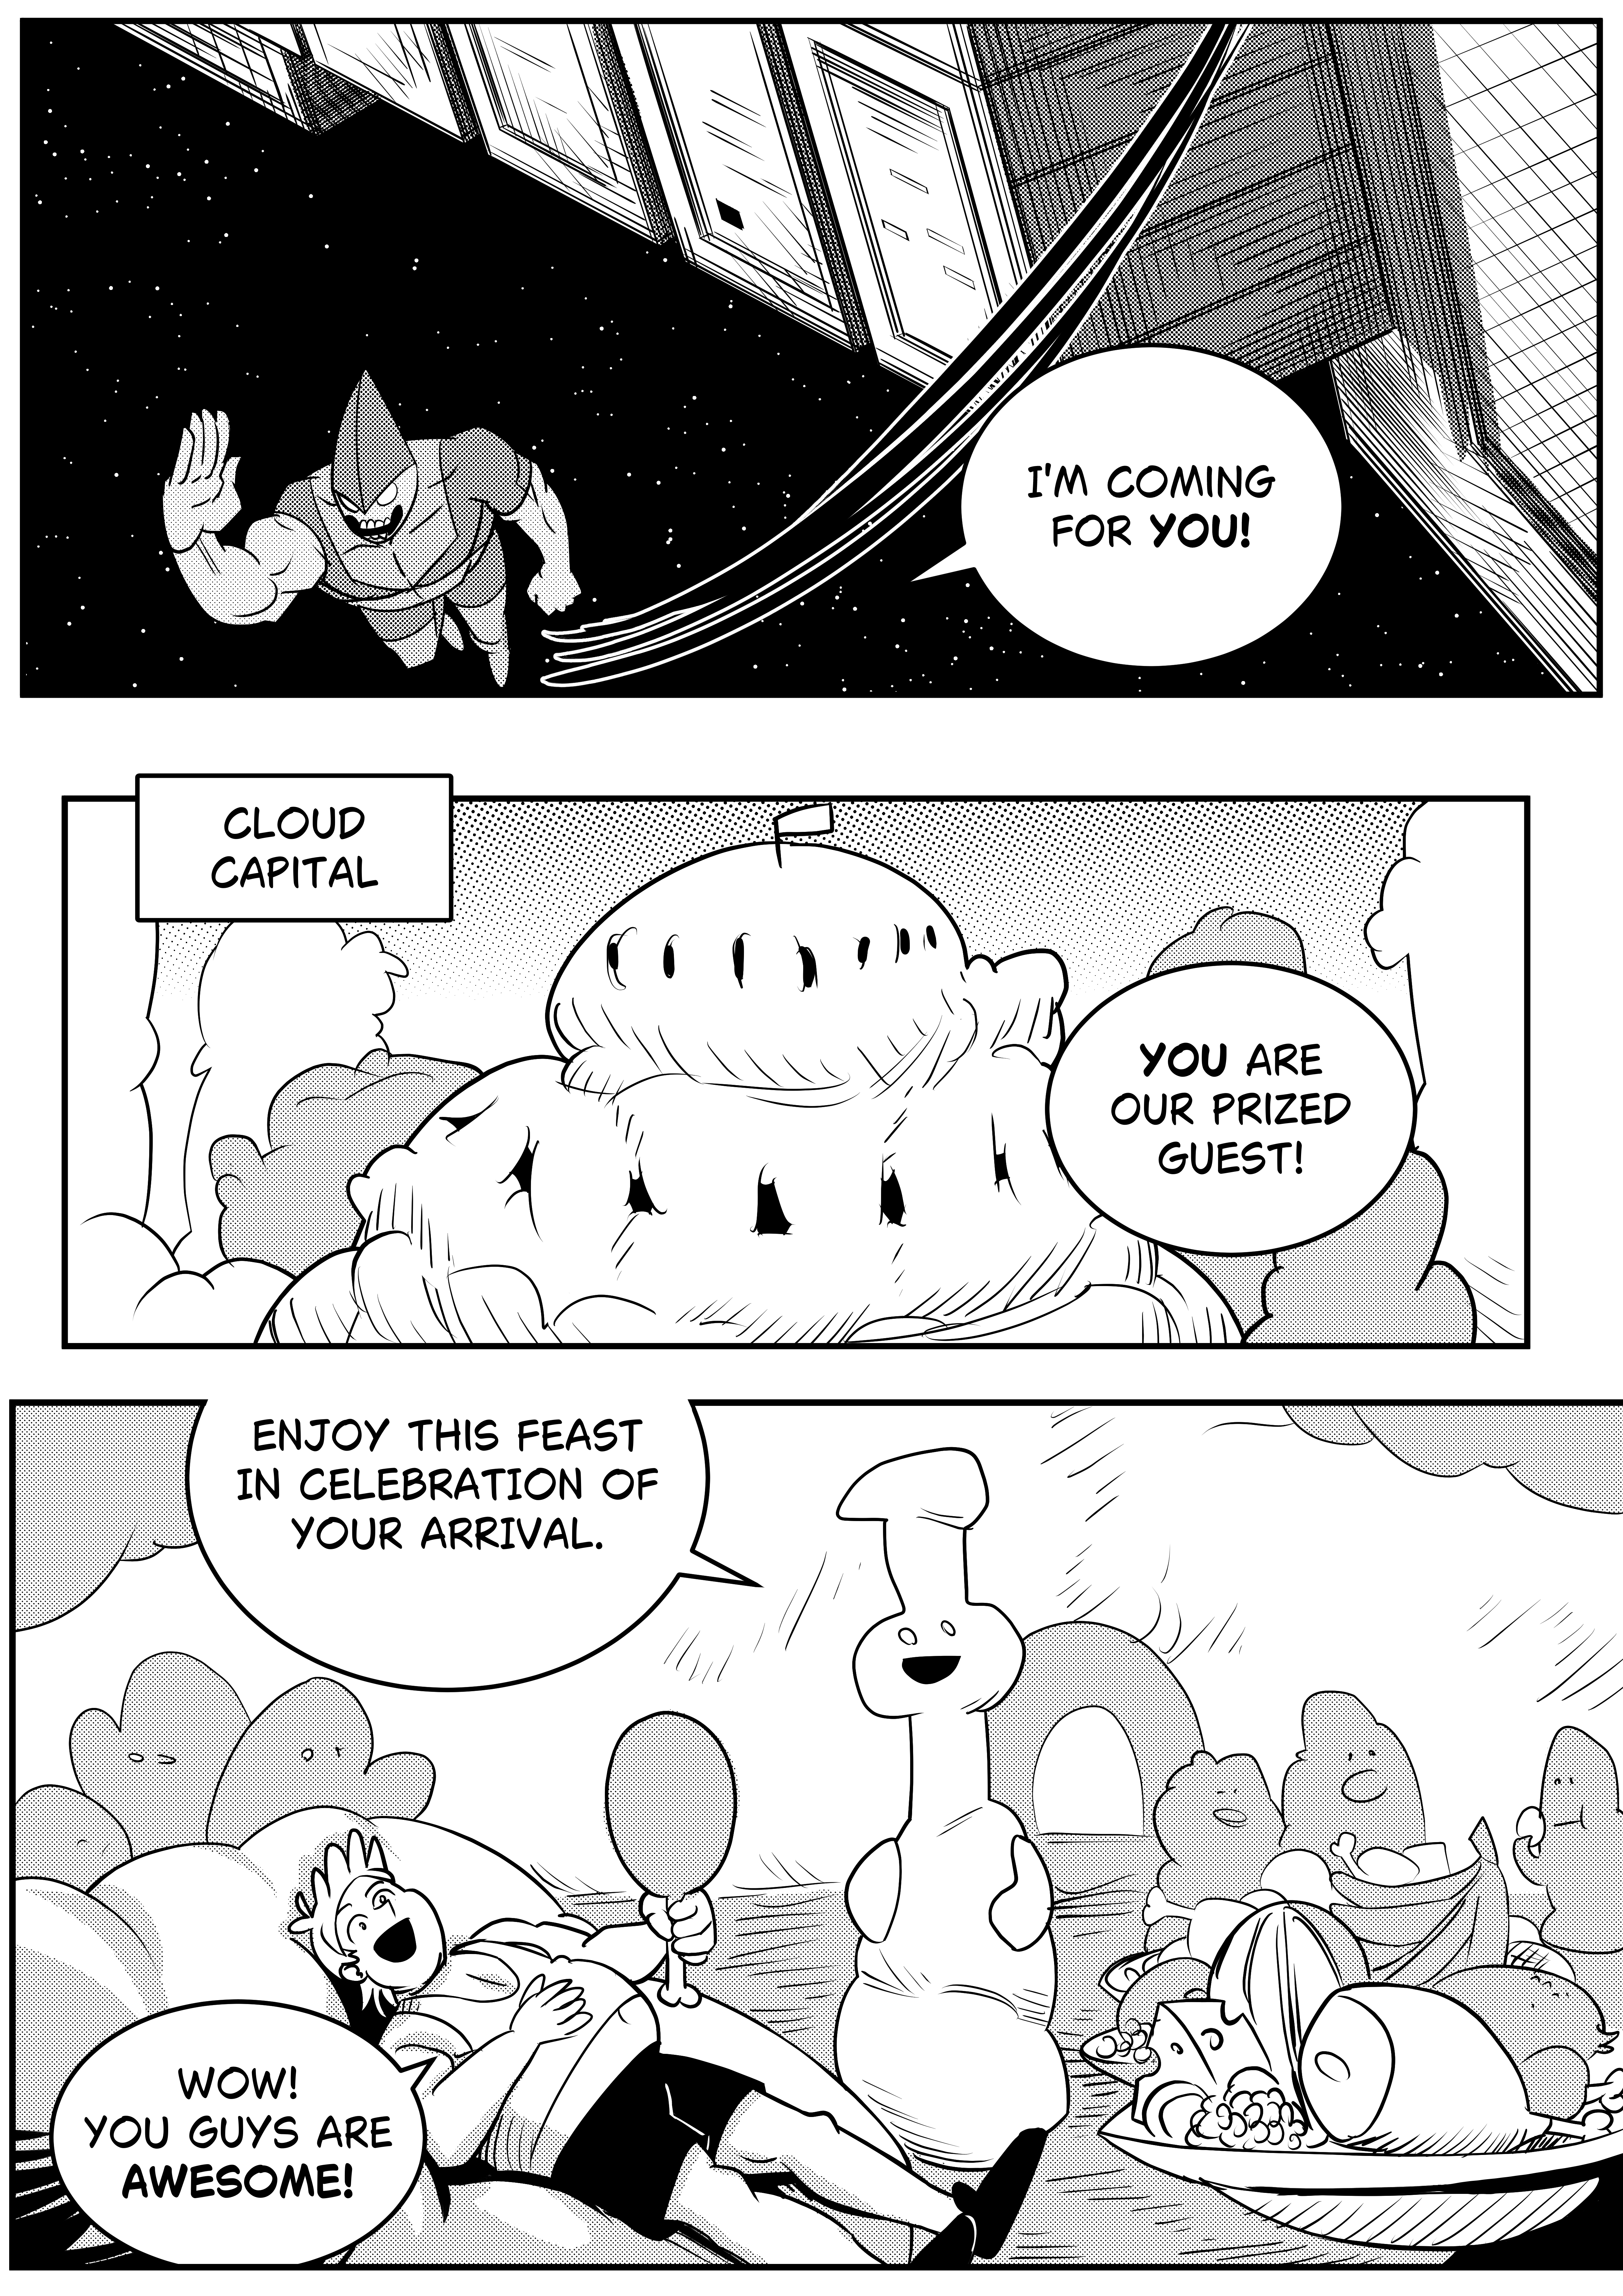 I'M COMING
FOR YOU!
CLOUD
CAPITAL
YOU ARE
OUR PRIZED
GUEST!
ENJOY THIS FEAST
IN CELEBRATION OF
YOUR ARRIVAL.
WOW!
YOU GUYS ARE
AWESOME!